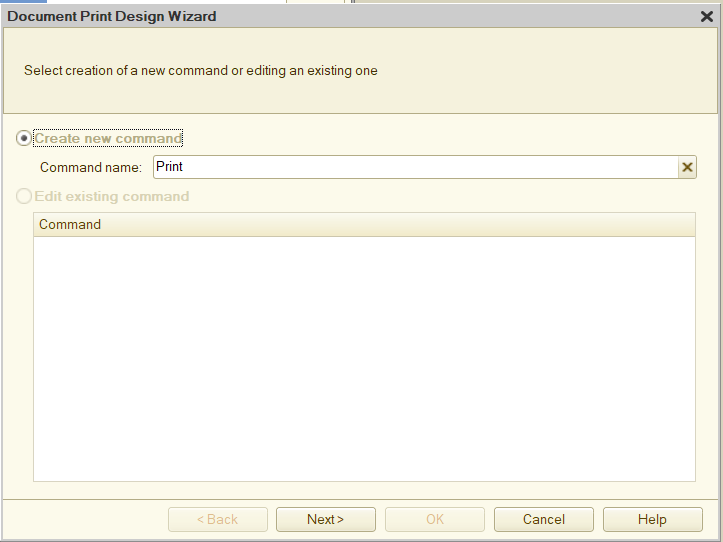 Document Print Design Wizard
Select creation of a new command or editing an existing one
Create new command
Command name: Print
Edit existing command
Command
< Back Next > OK Cancel Help